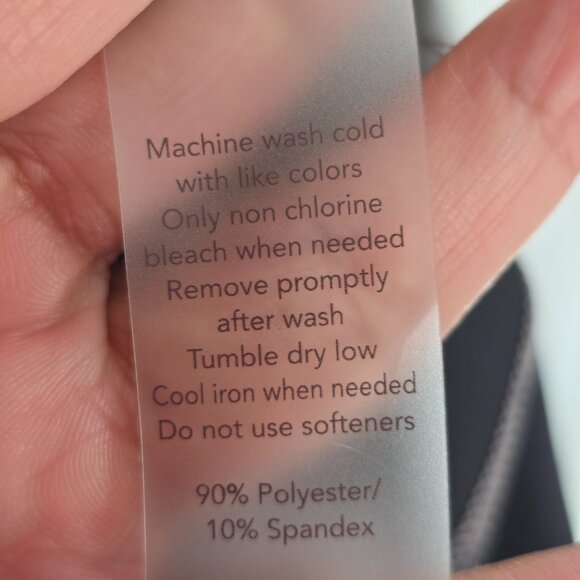 Machine wash cold
with like colors
Only non chlorine
bleach when needed
Remove promptly
after wash
Tumble dry low
Cool iron when needed
Do not use softeners
90% Polyester/
10% Spandex